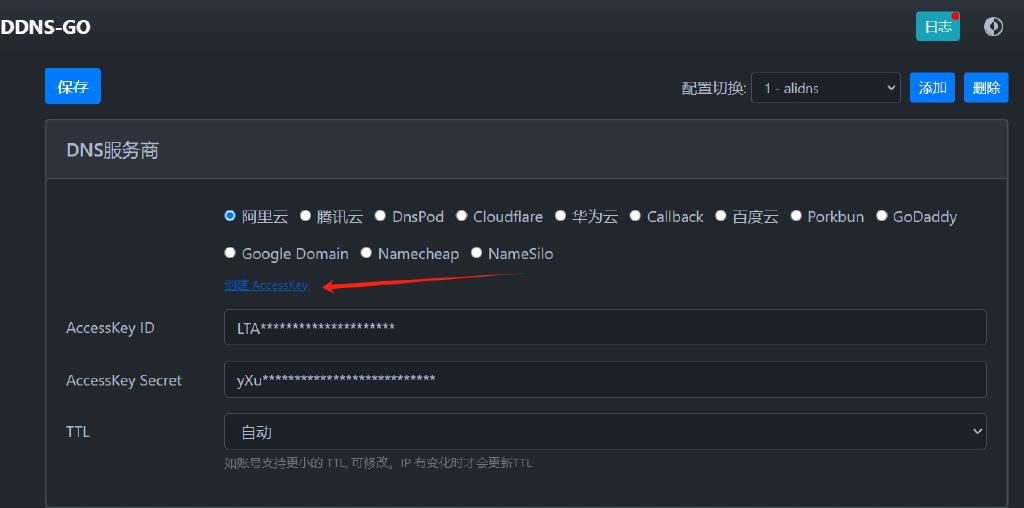 DDNS-GO 日志
保存 配置切换: 1 - alidns 添加 删除
DNS服务商
阿里云 腾讯云 DnsPod Cloudflare 华为云 Callback 百度云 Porkbun GoDaddy
Google Domain Namecheap NameSilo
创建 AccessKey
AccessKey ID LTA*********************
AccessKey Secret yXu***************************
TTL 自动
如账号支持更小的 TTL, 可修改。IP 有变化时才会更新TTL